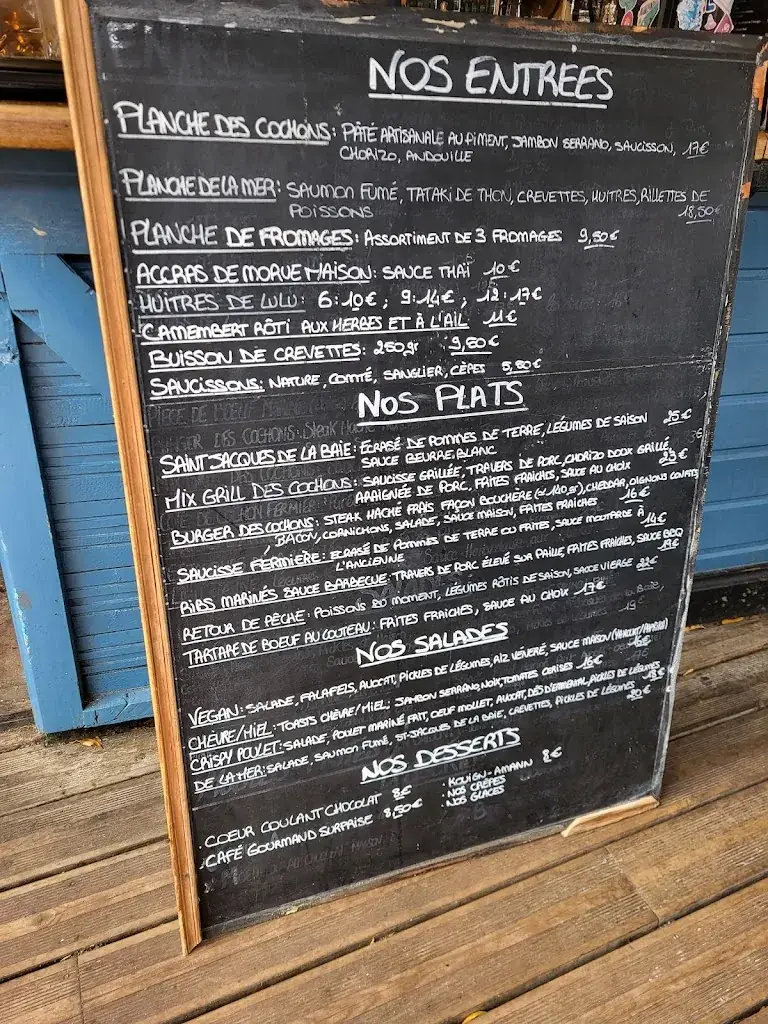 NOS ENTREES
PLANCHE DES COCHONS: PÂTÉ ARTISANALE AU PIMENT, JAMBON SERRANO, SAUCISSON, 17€
CHORIZO, ANDOUILLE
PLANCHE DE LA MER: SAUMON FUMÉ, TATAKI DE THON, CREVETTES, HUITRES, RILLETTES DE
POISSONS 18,50€
PLANCHE DE FROMAGES: ASSORTIMENT DE 3 FROMAGES 9,50€
ACCRAS DE MORUE MAISON: SAUCE THAÏ 10€
HUITRES DE LULU: 6:10€; 9:14€; 12:17€
CAMEMBERT RÔTI AUX HERBES ET À L'AIL 11€
BUISSON DE CREVETTES: 250gr 9,50€
SAUCISSONS: NATURE, COMTÉ, SANGLIER, CÈPES 5,50€
NOS PLATS
SAINT JACQUES DE LA BAIE: ÉCRASÉ DE POMMES DE TERRE, LÉGUMES DE SAISON 25€
SAUCE BEURRE BLANC
MIX GRILL DES COCHONS: SAUCISSE GRILLÉE, TRAVERS DE PORC, CHORIZO DOUX GRILLÉ, 23€
ARAIGNÉE DE PORC, FRITES FRAICHES, SAUCE AU CHOIX
BURGER DES COCHONS: STEAK HACHÉ FRAIS FAÇON BOUCHÈRE, CHEDDAR, OIGNONS CONFITS
, BACON, CORNICHONS, SALADE, SAUCE MAISON, FRITES FRAICHES 16€
SAUCISSE FERMIÈRE: ECRASÉ DE POMMES DE TERRE OU FRITES, SAUCE MOUTARDE À 14€
L'ANCIENNE
RIBS MARINÉS SAUCE BARBECUE: TRAVERS DE PORC ÉLEVÉ SUR PAILLE, FRITES FRAICHES, SAUCE BBQ 19€
RETOUR DE PÊCHE: POISSONS DU MOMENT, LÉGUMES RÔTIS DE SAISON, SAUCE VIERGE 22€
TARTARE DE BOEUF AU COUTEAU: FRITES FRAICHES, SAUCE AU CHOIX 17€
NOS SALADES
VEGAN: SALADE, FALAFELS, AVOCAT, PICKLES DE LÉGUMES, RIZ VÉNÉRÉ, SAUCE MAISON 16€
CHÈVRE/MIEL: TOASTS CHÈVRE/MIEL, JAMBON SERRANO, NOIX, TOMATES CERISES 16€
CRISPY POULET: SALADE, POULET MARINÉ FRIT, OEUF MOLLET, AVOCAT, DÉS D'EMMENTAL, PICKLES DE LÉGUMES 18€
DE LA MER: SALADE, SAUMON FUMÉ, ST-JACQUES DE LA BAIE, CREVETTES, PICKLES DE LÉGUMES 20€
NOS DESSERTS
. COEUR COULANT CHOCOLAT 8€
. CAFÉ GOURMAND SURPRISE 8,50€
. KOUIGN-AMANN 8€
. NOS CRÊPES
. NOS GLACES